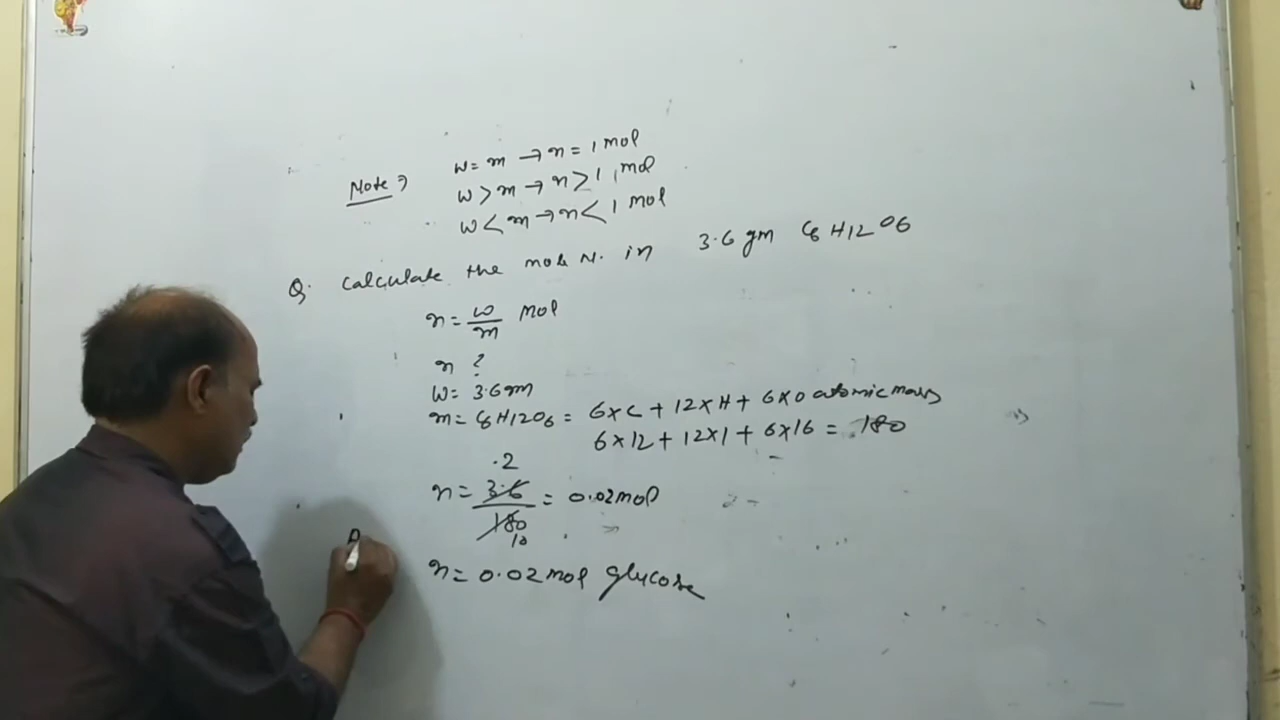 Note → w = m → n = 1 mol
w > m → n > 1 mol
w < m → n < 1 mol
Q. Calculate the mole N. in 3.6 gm C6H12O6
n = w/m mol
n ?
w = 3.6 gm
m = C6H12O6 = 6×C + 12×H + 6×O atomic mass
6×12 + 12×1 + 6×16 = 180
.2
n = 3.6/180 = 0.02 mol
10
n = 0.02 mol glucose